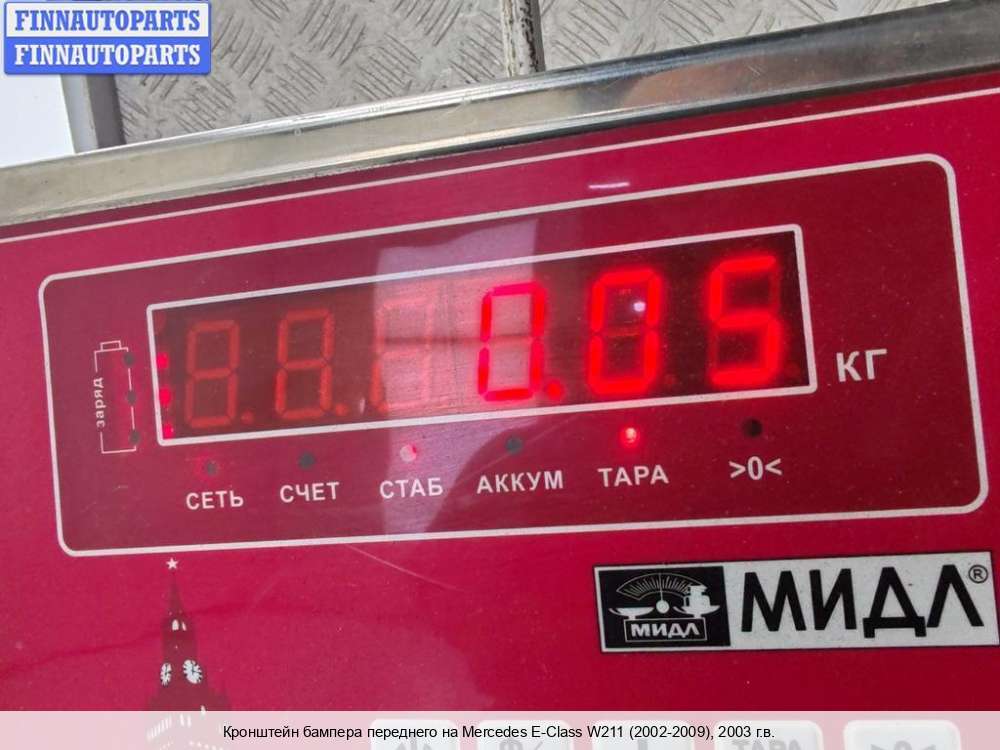 FINNAUTOPARTS
FINNAUTOPARTS
0.05
КГ
заряд
СЕТЬ СЧЕТ СТАБ АККУМ ТАРА >0<
МИДЛ МИДЛ®
Кронштейн бампера переднего на Mercedes E-Class W211 (2002-2009), 2003 г.в.